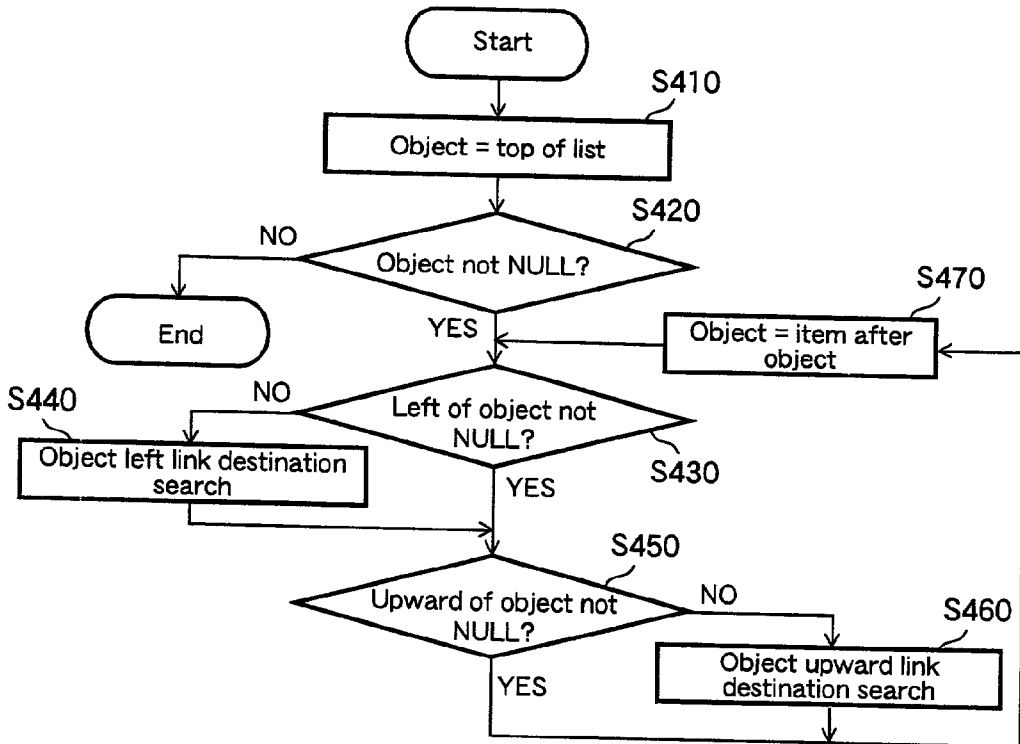 Start
S410
Object = top of list
S420
NO
Object not NULL?
End
YES
S470
Object = item after
object
S440
NO
Left of object not
NULL?
S430
Object left link destination
search
YES
S450
Upward of object not
NULL?
NO
S460
Object upward link
destination search
YES